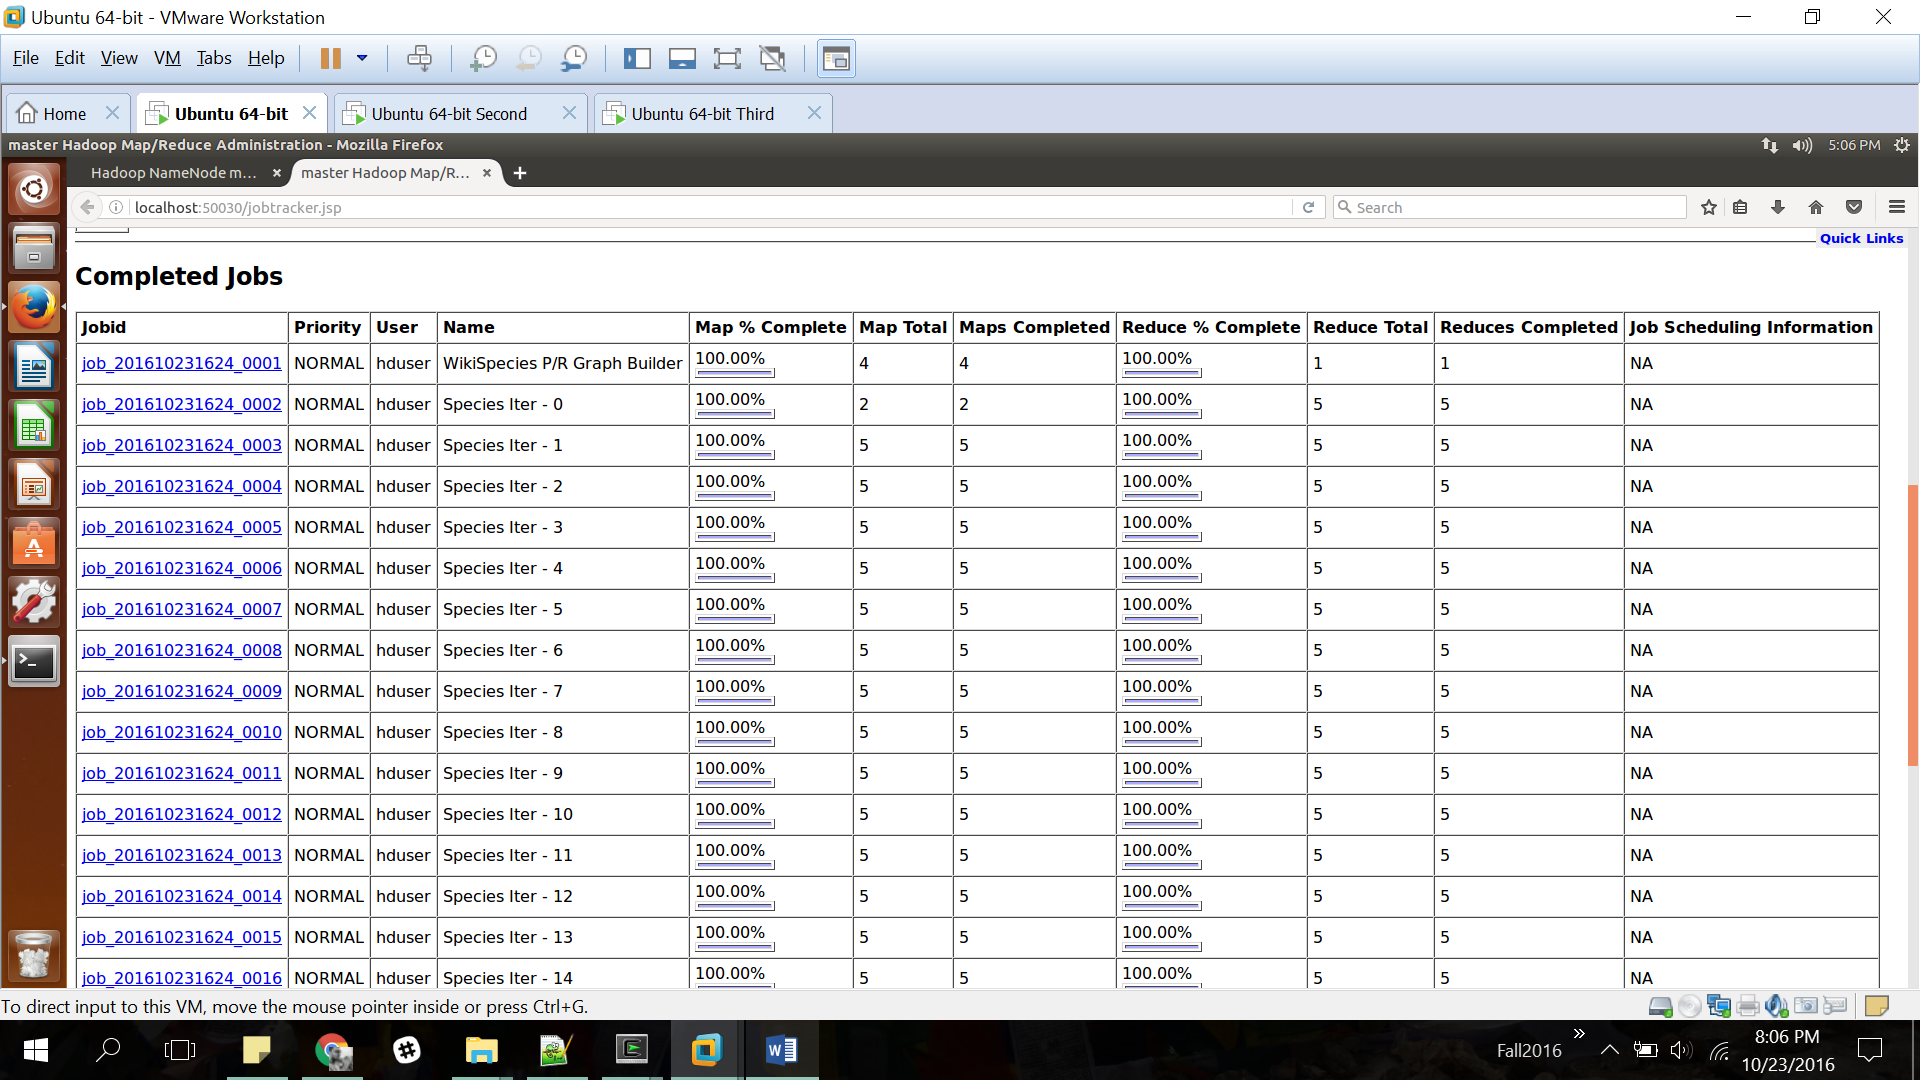 Ubuntu 64-bit - VMware Workstation
File Edit View VM Tabs Help
Home Ubuntu 64-bit Ubuntu 64-bit Second Ubuntu 64-bit Third
master Hadoop Map/Reduce Administration - Mozilla Firefox 5:06 PM
Hadoop NameNode m... master Hadoop Map/R...
localhost:50030/jobtracker.jsp Search
Quick Links
Completed Jobs
Jobid Priority User Name Map % Complete Map Total Maps Completed Reduce % Complete Reduce Total Reduces Completed Job Scheduling Information
job_201610231624_0001 NORMAL hduser WikiSpecies P/R Graph Builder 100.00% 4 4 100.00% 1 1 NA
job_201610231624_0002 NORMAL hduser Species Iter - 0 100.00% 2 2 100.00% 5 5 NA
job_201610231624_0003 NORMAL hduser Species Iter - 1 100.00% 5 5 100.00% 5 5 NA
job_201610231624_0004 NORMAL hduser Species Iter - 2 100.00% 5 5 100.00% 5 5 NA
job_201610231624_0005 NORMAL hduser Species Iter - 3 100.00% 5 5 100.00% 5 5 NA
job_201610231624_0006 NORMAL hduser Species Iter - 4 100.00% 5 5 100.00% 5 5 NA
job_201610231624_0007 NORMAL hduser Species Iter - 5 100.00% 5 5 100.00% 5 5 NA
job_201610231624_0008 NORMAL hduser Species Iter - 6 100.00% 5 5 100.00% 5 5 NA
job_201610231624_0009 NORMAL hduser Species Iter - 7 100.00% 5 5 100.00% 5 5 NA
job_201610231624_0010 NORMAL hduser Species Iter - 8 100.00% 5 5 100.00% 5 5 NA
job_201610231624_0011 NORMAL hduser Species Iter - 9 100.00% 5 5 100.00% 5 5 NA
job_201610231624_0012 NORMAL hduser Species Iter - 10 100.00% 5 5 100.00% 5 5 NA
job_201610231624_0013 NORMAL hduser Species Iter - 11 100.00% 5 5 100.00% 5 5 NA
job_201610231624_0014 NORMAL hduser Species Iter - 12 100.00% 5 5 100.00% 5 5 NA
job_201610231624_0015 NORMAL hduser Species Iter - 13 100.00% 5 5 100.00% 5 5 NA
job_201610231624_0016 NORMAL hduser Species Iter - 14 100.00% 5 5 100.00% 5 5 NA
To direct input to this VM, move the mouse pointer inside or press Ctrl+G.
Fall2016 8:06 PM
10/23/2016